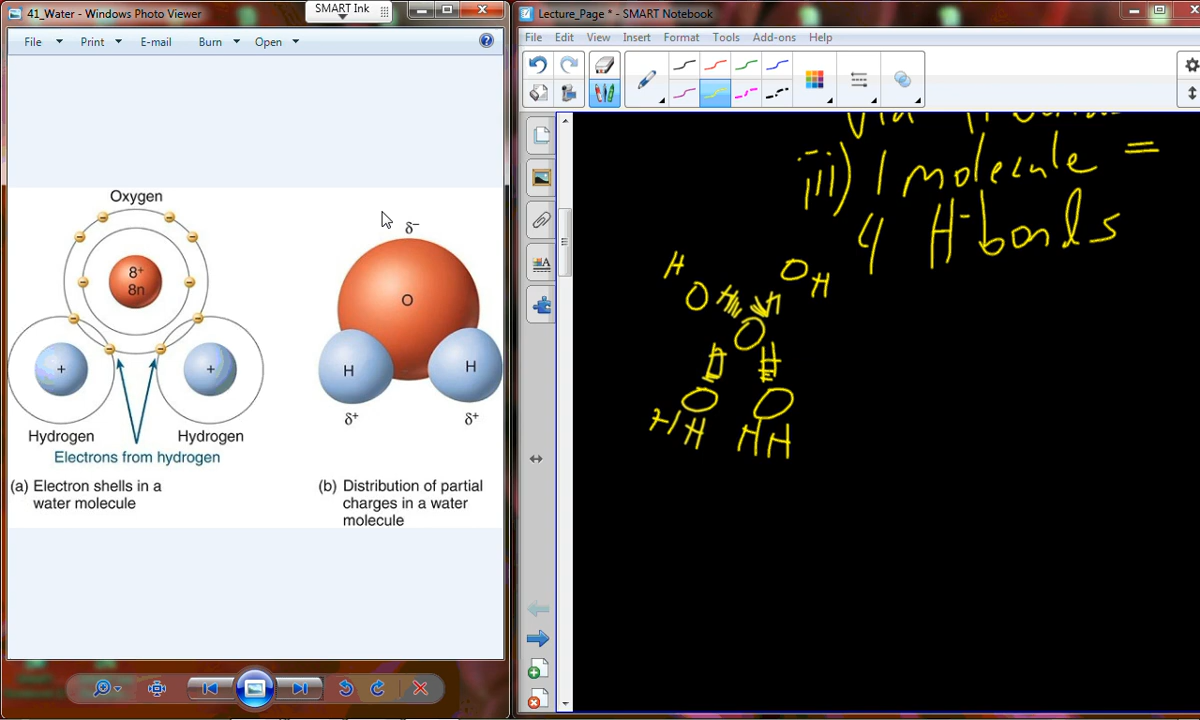 41_Water - Windows Photo Viewer
SMART Ink
File Print E-mail Burn Open
Oxygen
8+
8n
+
+
Hydrogen
Hydrogen
Electrons from hydrogen
(a) Electron shells in a
water molecule
δ−
O
H
H
δ+
δ+
(b) Distribution of partial
charges in a water
molecule
Lecture_Page * - SMART Notebook
File Edit View Insert Format Tools Add-ons Help
iii) 1 molecule =
4 H-bonds
H
O H
O H
H
O
H
H
O
O
H H
H H